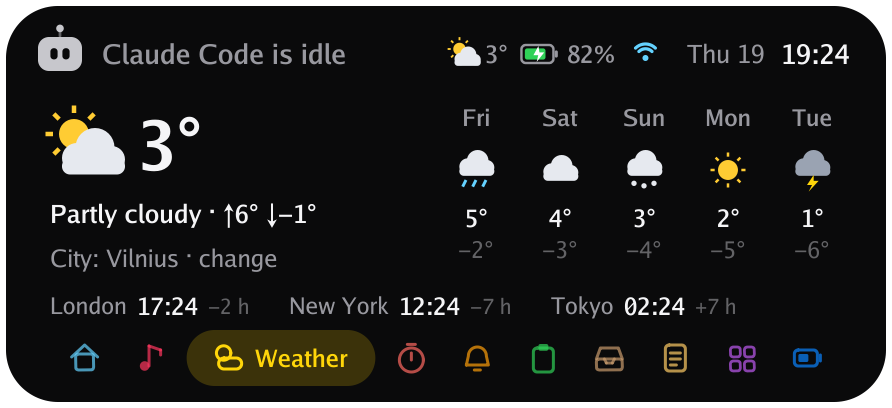 Claude Code is idle 3° 82% Thu 19 19:24
3°
Partly cloudy · ↑6° ↓−1°
City: Vilnius · change
Fri Sat Sun Mon Tue
5° 4° 3° 2° 1°
−2° −3° −4° −5° −6°
London 17:24 −2 h New York 12:24 −7 h Tokyo 02:24 +7 h
Weather